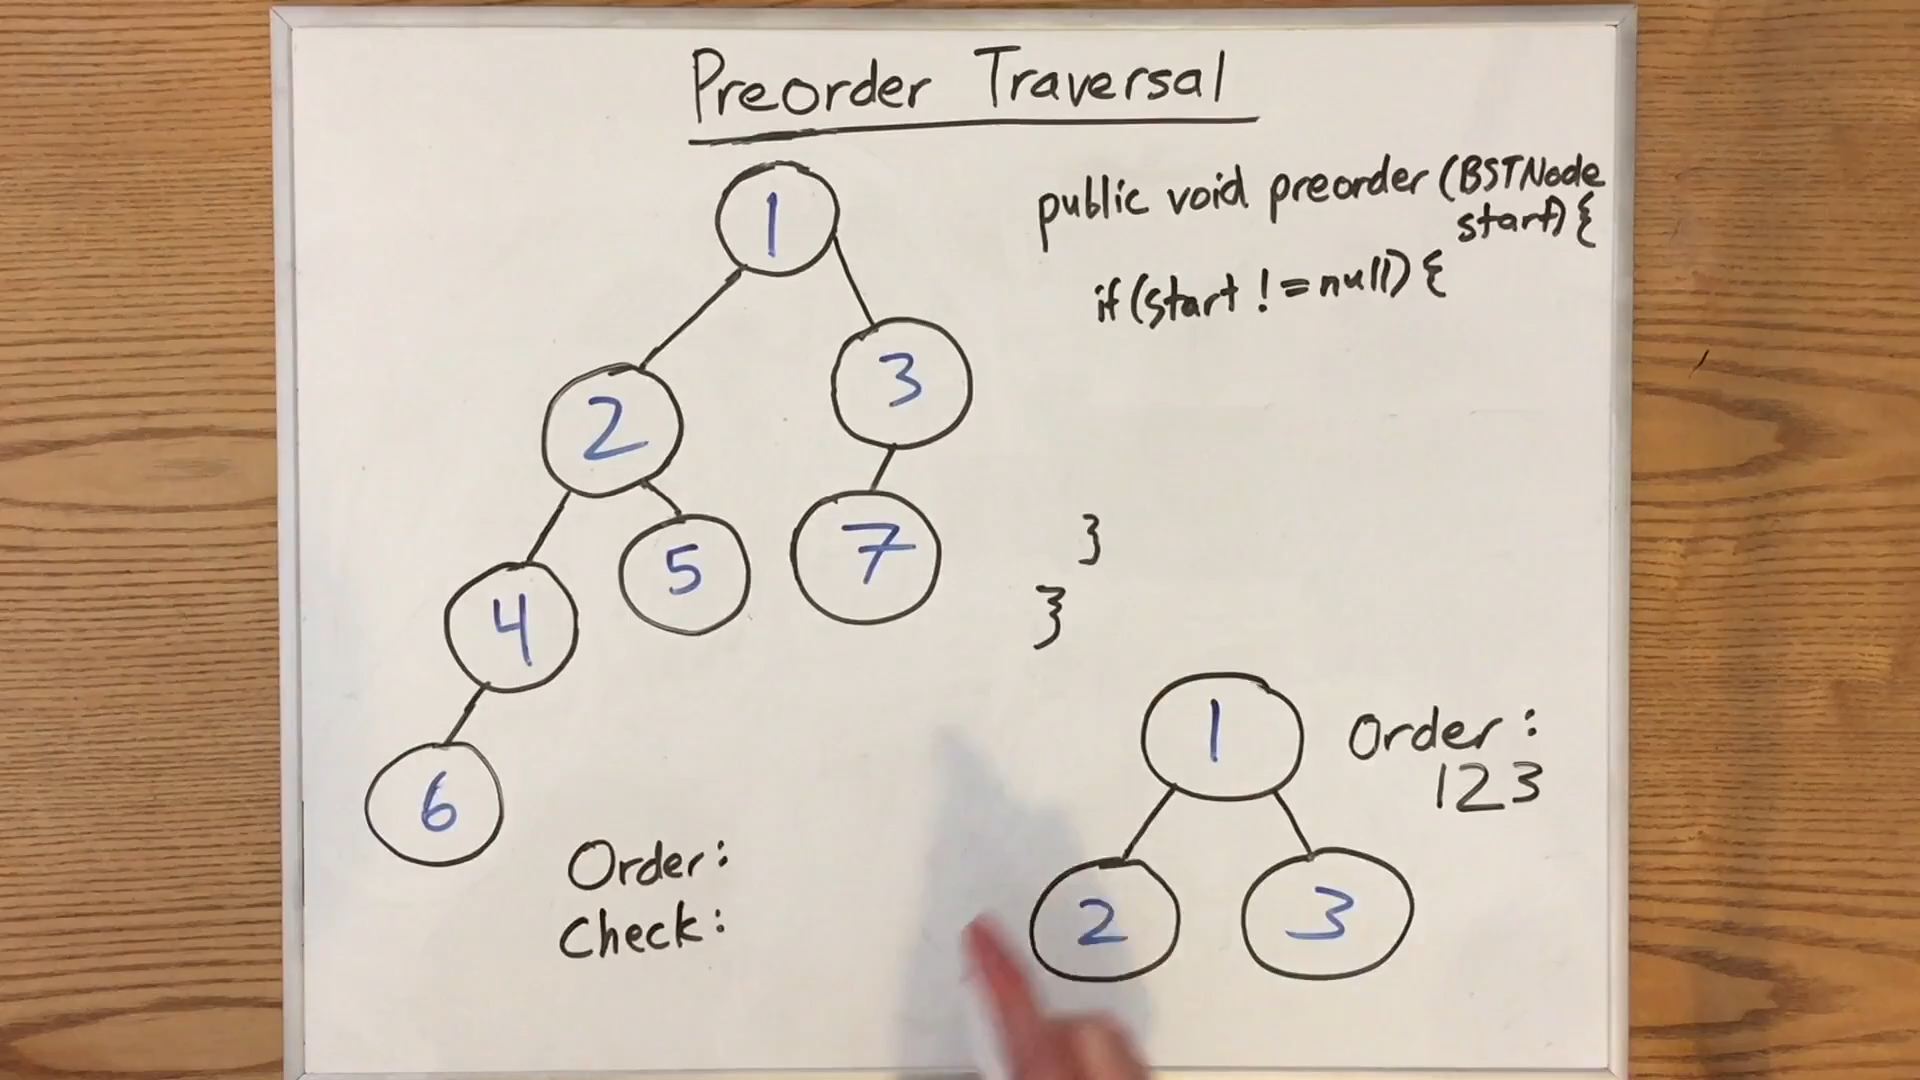 Preorder Traversal
public void preorder (BSTNode
start) {
if (start != null) {
}
}
1
2
3
4
5
7
6
Order:
Check:
1
2
3
Order:
123